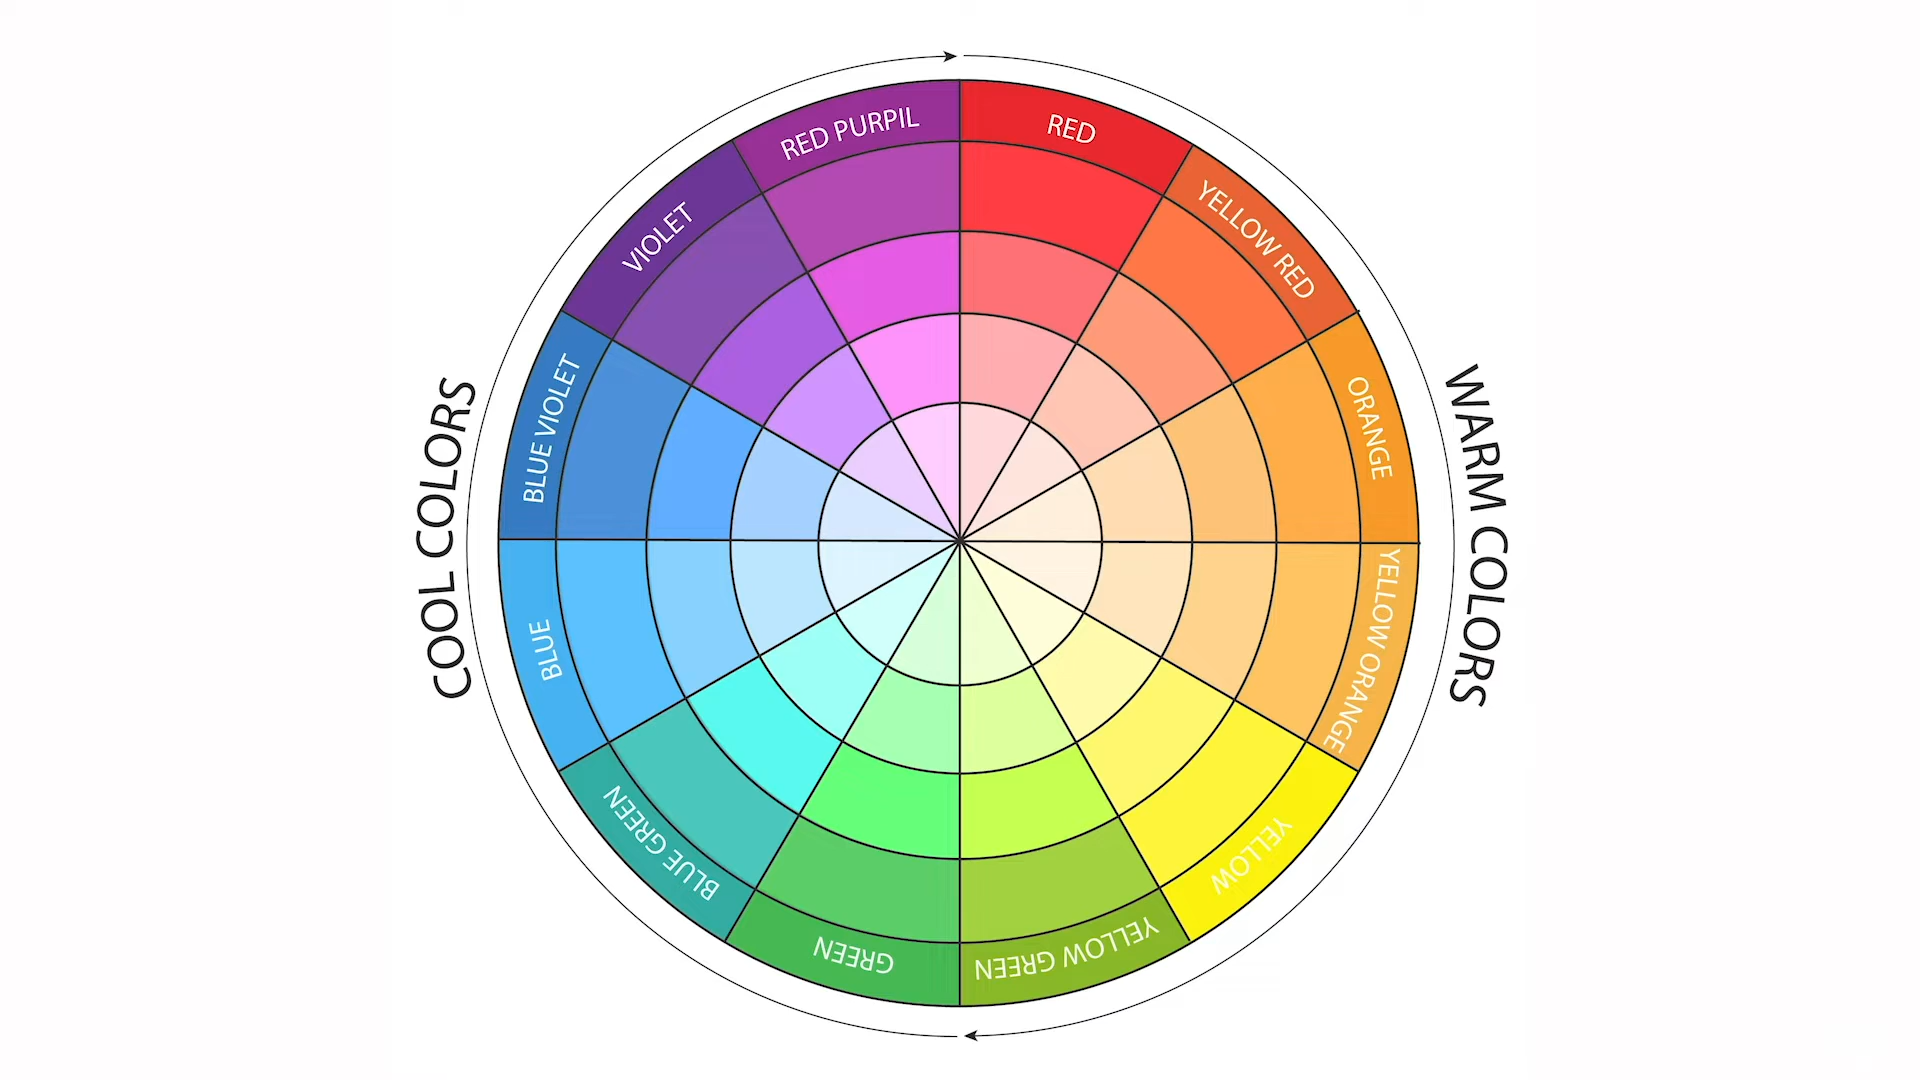 RED PURPIL
RED
YELLOW RED
ORANGE
YELLOW ORANGE
YELLOW
YELLOW GREEN
GREEN
BLUE GREEN
BLUE
BLUE VIOLET
VIOLET
COOL COLORS
WARM COLORS